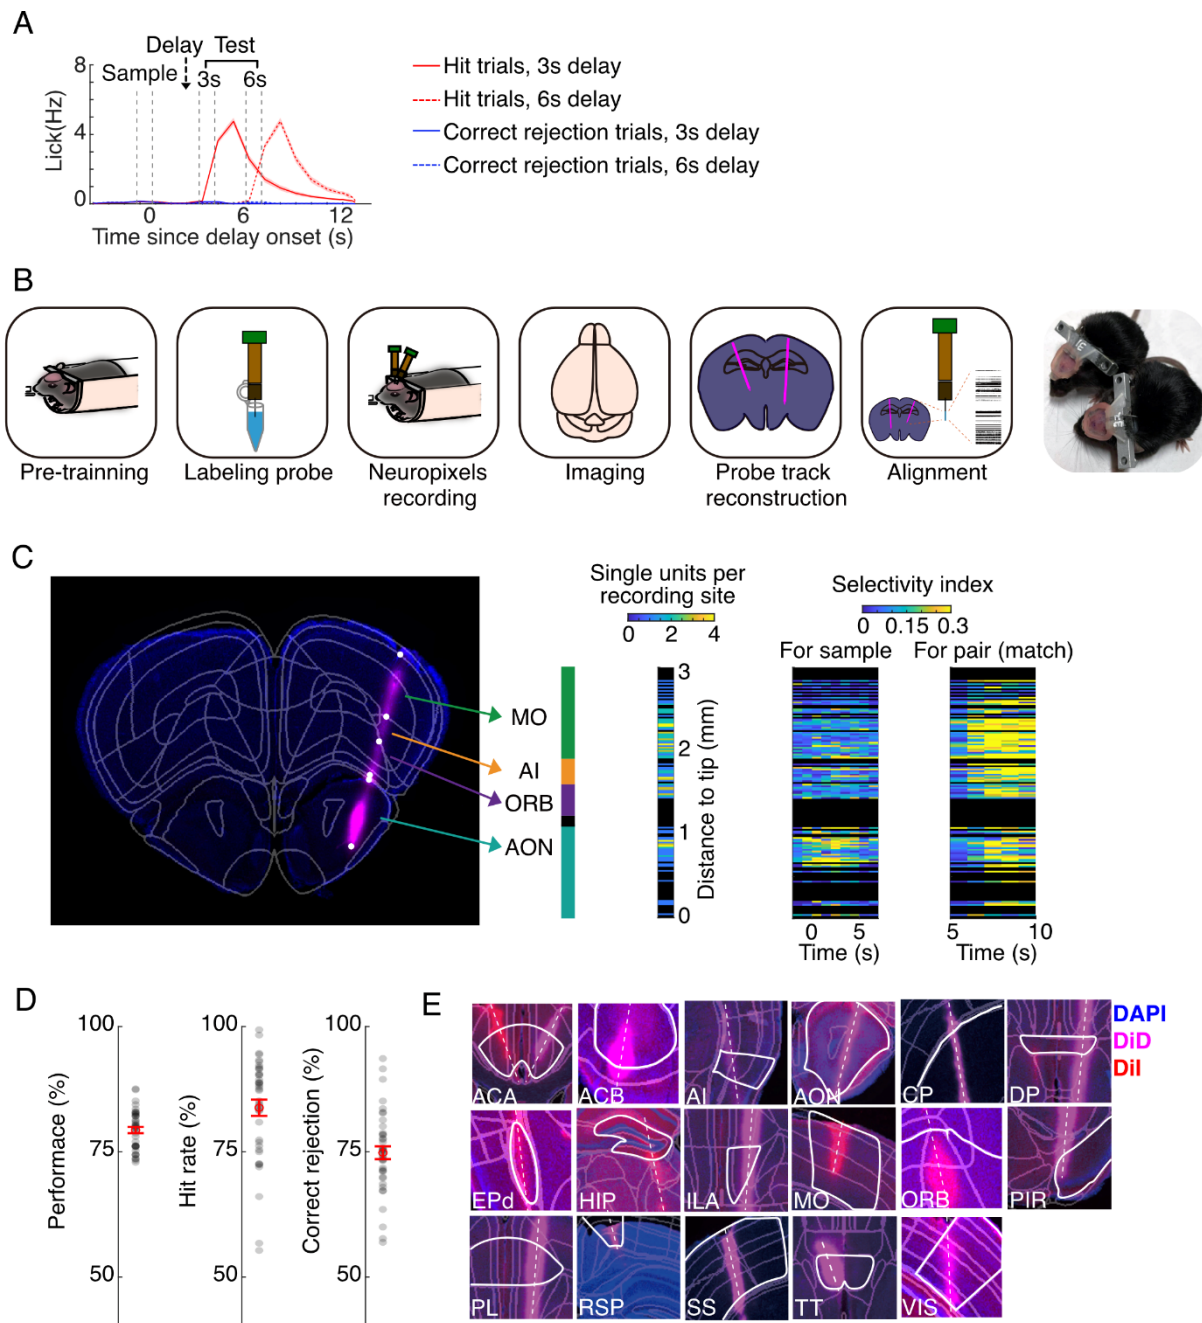 A
Delay Test
Sample 3s 6s
8
4
0
Lick(Hz)
0 6 12
Time since delay onset (s)
Hit trials, 3s delay
Hit trials, 6s delay
Correct rejection trials, 3s delay
Correct rejection trials, 6s delay
B
Pre-trainning
Labeling probe
Neuropixels
recording
Imaging
Probe track
reconstruction
Alignment
C
MO
AI
ORB
AON
Single units per
recording site
0 2 4
3
2
1
0
Distance to tip (mm)
Selectivity index
0 0.15 0.3
For sample
For pair (match)
0 5
Time (s)
5 10
Time (s)
D
100
75
50
Performace (%)
100
75
50
Hit rate (%)
100
75
50
Correct rejection (%)
E
ACA
ACB
AI
AON
CP
DP
DAPI
DiD
DiI
EPd
HIP
ILA
MO
ORB
PIR
PL
RSP
SS
TT
VIS